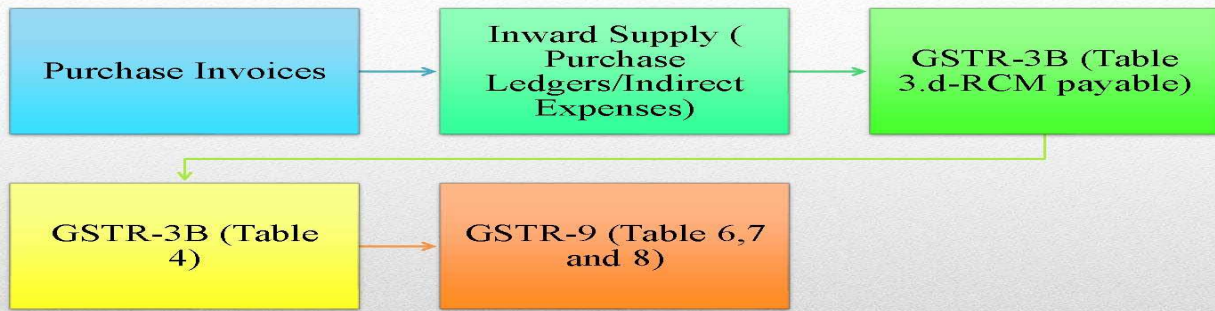 Purchase Invoices
Inward Supply (
Purchase
Ledgers/Indirect
Expenses)
GSTR-3B (Table
3.d-RCM payable)
GSTR-3B (Table
4)
GSTR-9 (Table 6,7
and 8)